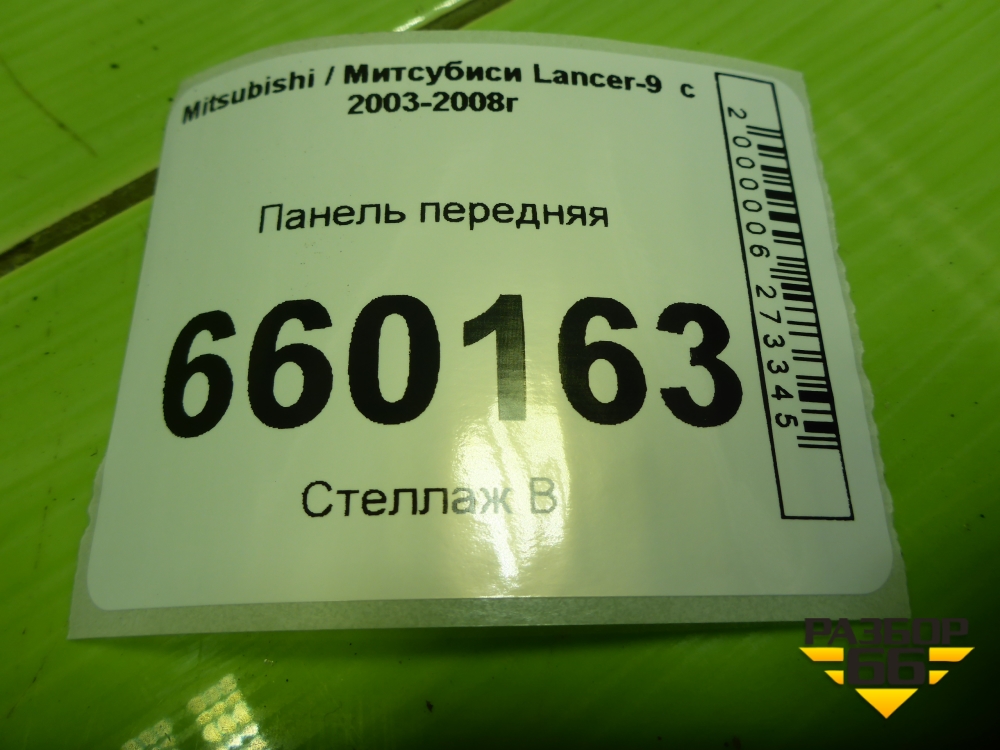 Mitsubishi / Митсубиси Lancer-9 с
2003-2008г
Панель передняя
660163
Стеллаж В
2000006273345
РАЗБОР
66